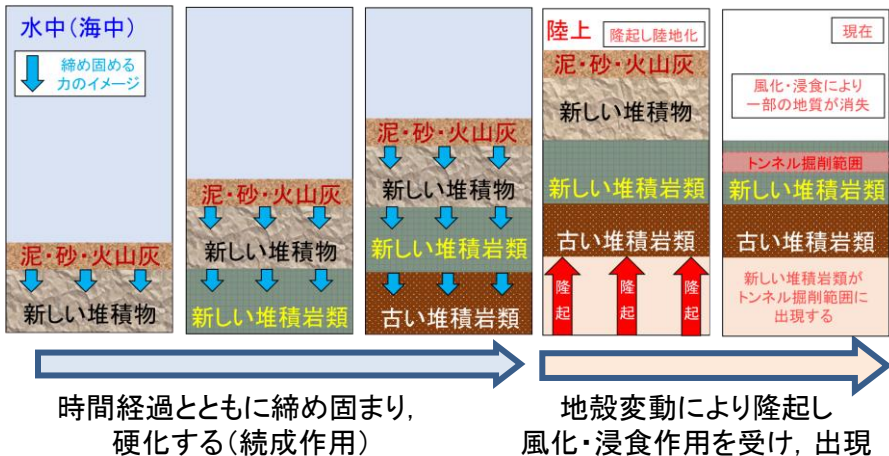 水中(海中)
締め固める
力のイメージ
泥・砂・火山灰
新しい堆積物
泥・砂・火山灰
新しい堆積物
新しい堆積岩類
泥・砂・火山灰
新しい堆積物
新しい堆積岩類
古い堆積岩類
陸上
隆起し陸地化
泥・砂・火山灰
新しい堆積物
新しい堆積岩類
古い堆積岩類
隆起
隆起
隆起
現在
風化・浸食により
一部の地質が消失
トンネル掘削範囲
新しい堆積岩類
古い堆積岩類
新しい堆積岩類が
トンネル掘削範囲に
出現する
時間経過とともに締め固まり,
硬化する(続成作用)
地殻変動により隆起し
風化・浸食作用を受け, 出現